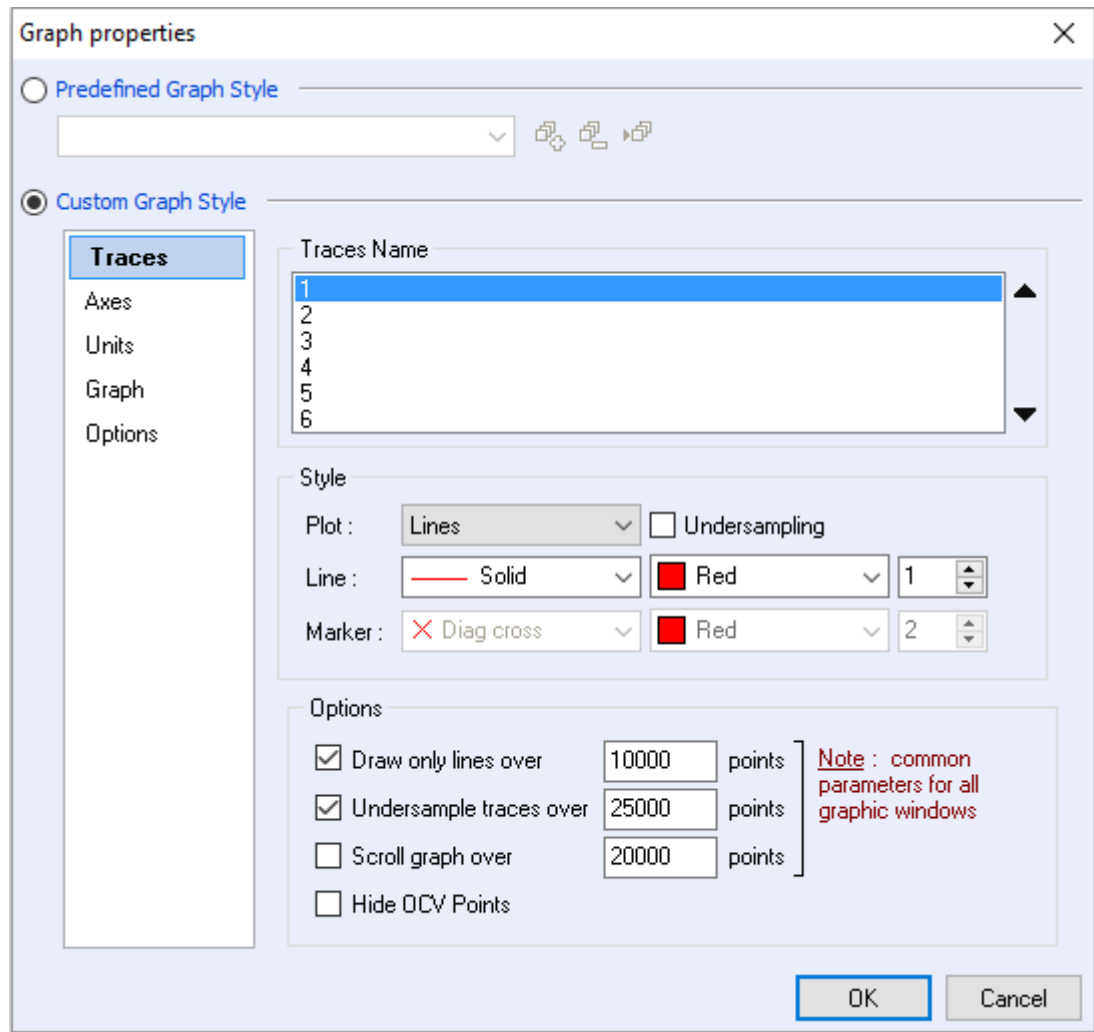 Graph properties
Predefined Graph Style
Custom Graph Style
Traces
Axes
Units
Graph
Options
Traces Name
1
2
3
4
5
6
Style
Plot : Lines Undersampling
Line : Solid Red 1
Marker : Diag cross Red 2
Options
Draw only lines over 10000 points
Undersample traces over 25000 points
Scroll graph over 20000 points
Hide OCV Points
Note : common
parameters for all
graphic windows
OK Cancel